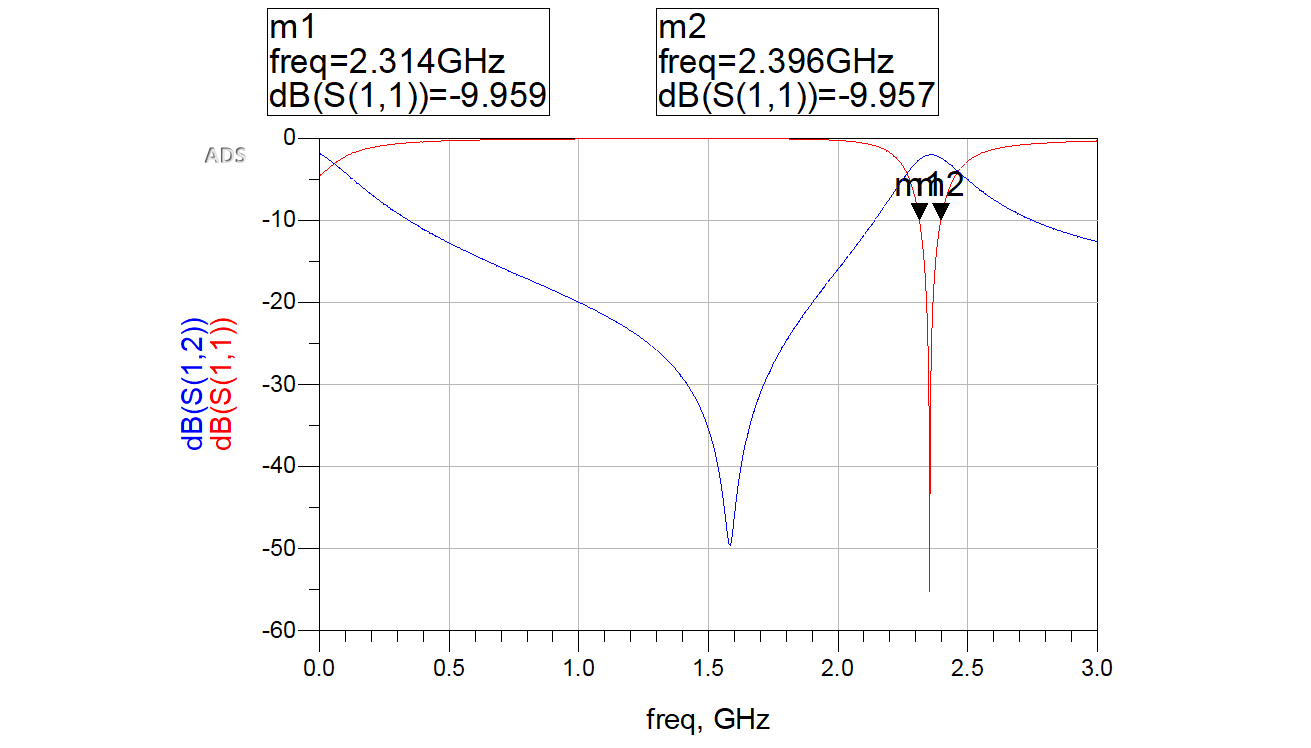 m1
freq=2.314GHz
dB(S(1,1))=-9.959
m2
freq=2.396GHz
dB(S(1,1))=-9.957
ADS
0
-10
-20
-30
-40
-50
-60
dB(S(1,2))
dB(S(1,1))
m1
m2
0.0
0.5
1.0
1.5
2.0
2.5
3.0
freq, GHz